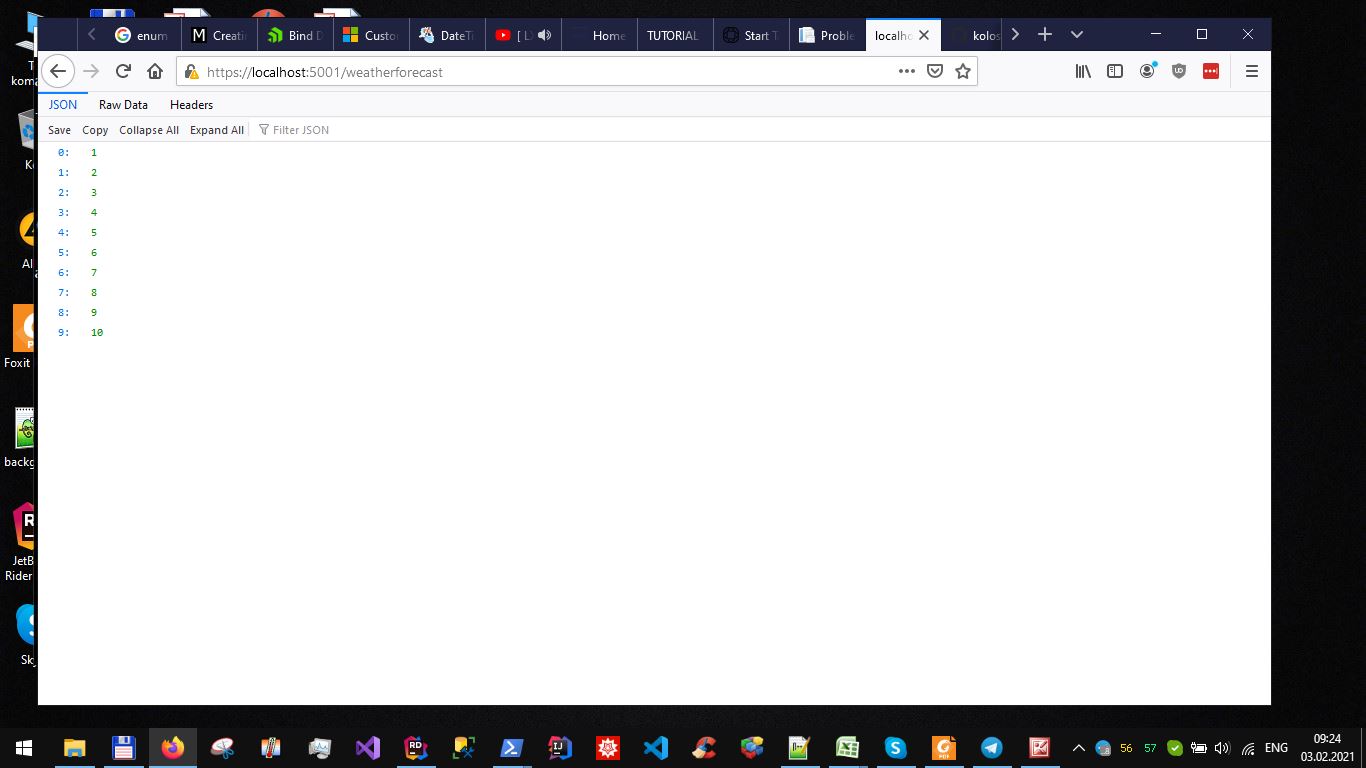 enum
Creati
Bind D
Custo
DateTi
Home
TUTORIAL
Start T
Proble
localho
kolos
https://localhost:5001/weatherforecast
JSON
Raw Data
Headers
Save
Copy
Collapse All
Expand All
Filter JSON
0: 1
1: 2
2: 3
3: 4
4: 5
5: 6
6: 7
7: 8
8: 9
9: 10
koma
Foxit
backg
JetB
Rider
Sky
56
57
ENG
09:24
03.02.2021